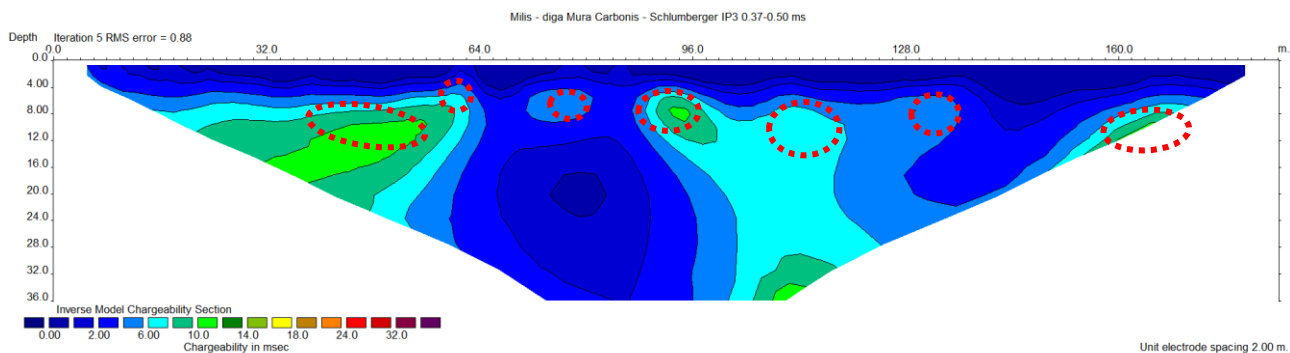 Milis - diga Mura Carbonis - Schlumberger IP3 0.37-0.50 ms
Depth Iteration 5 RMS error = 0.88
0.0 32.0 64.0 96.0 128.0 160.0 m.
0.0
4.00
8.00
12.0
16.0
20.0
24.0
28.0
32.0
36.0
Inverse Model Chargeability Section
0.00 2.00 6.00 10.0 14.0 18.0 24.0 32.0
Chargeability in msec
Unit electrode spacing 2.00 m.